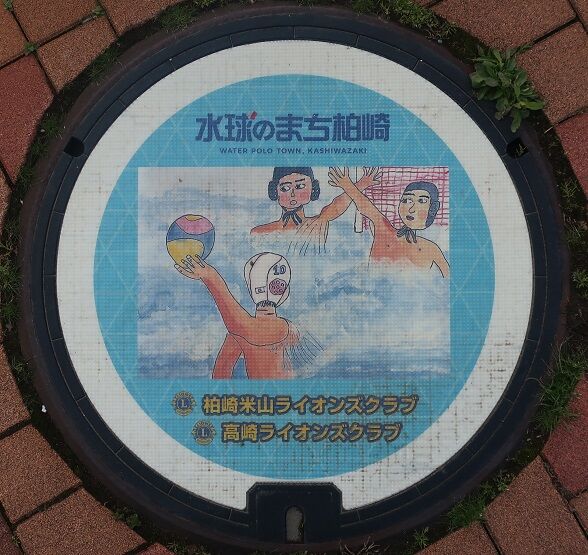 水球のまち柏崎
WATER POLO TOWN, KASHIWAZAKI
10
柏崎米山ライオンズクラブ
高崎ライオンズクラブ